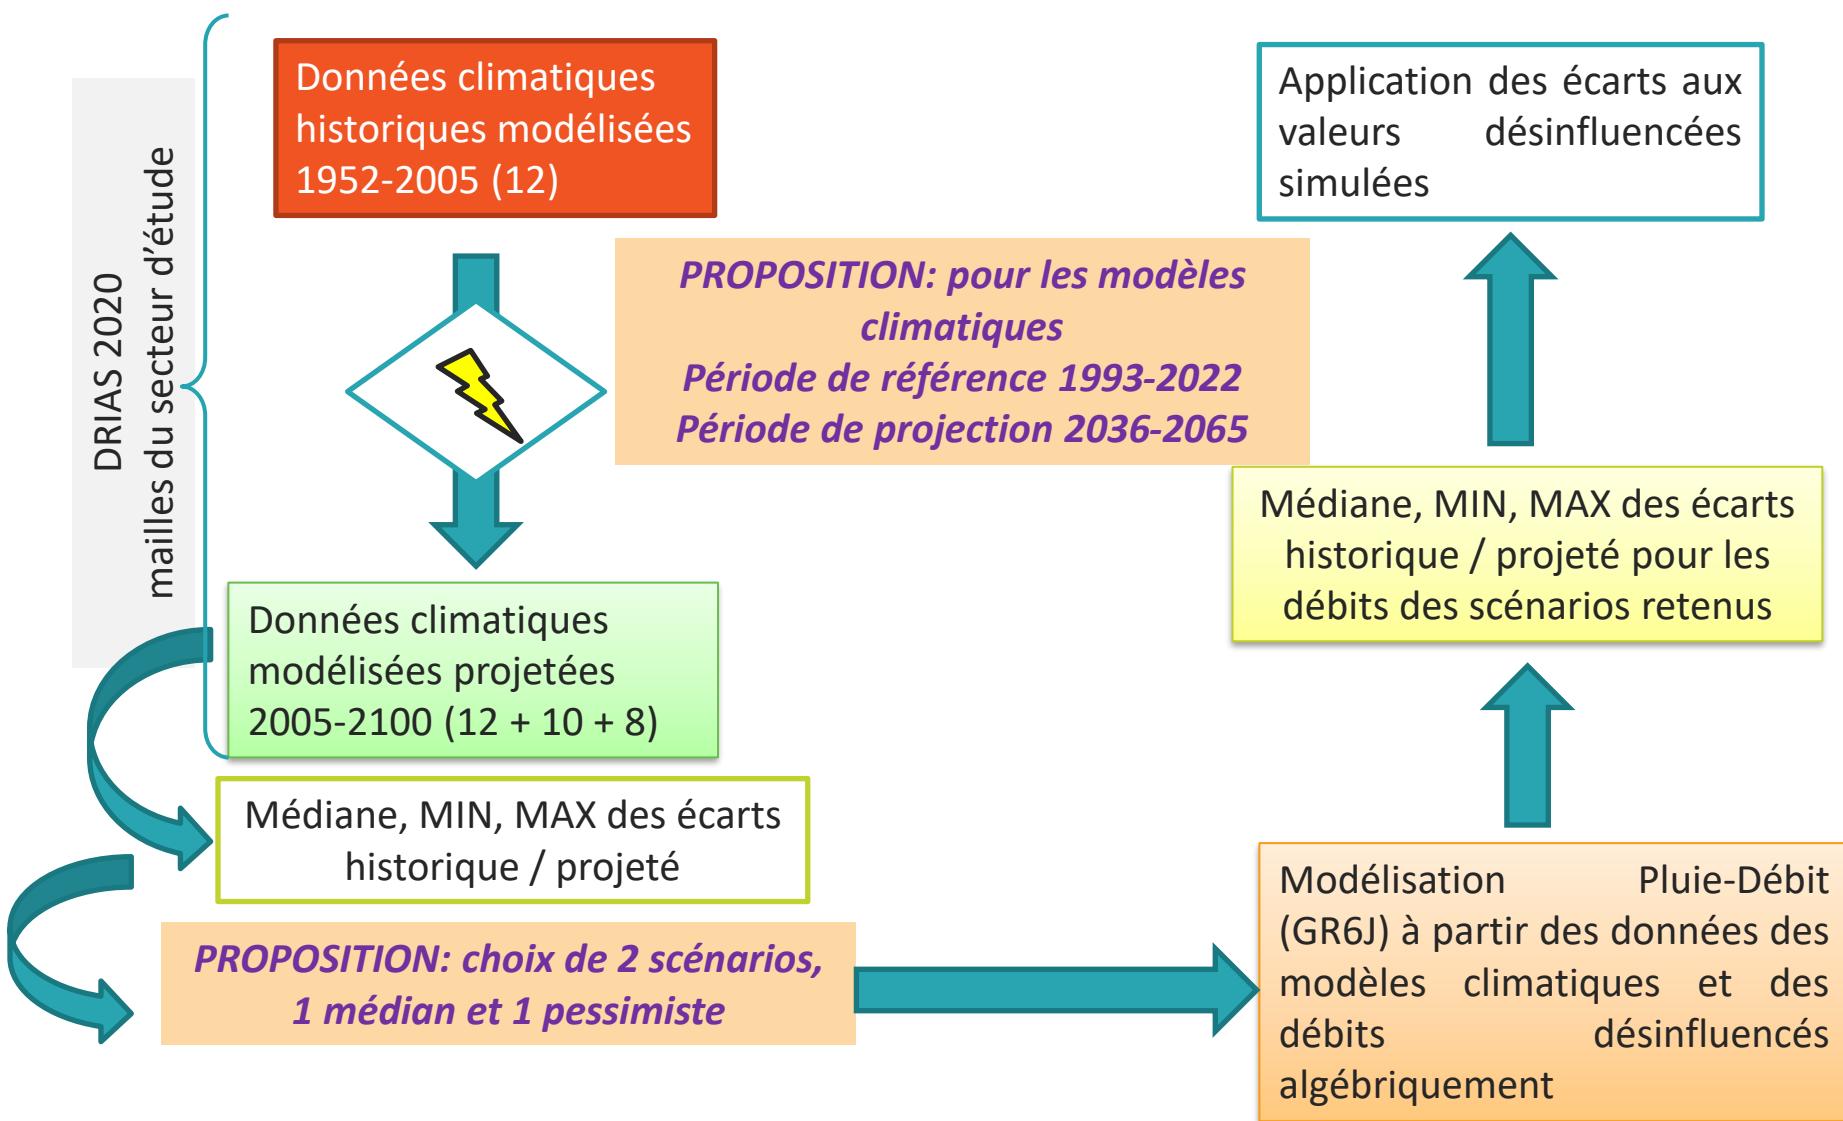 DRIAS 2020
mailles du secteur d’étude
Données climatiques
historiques modélisées
1952-2005 (12)
PROPOSITION: pour les modèles
climatiques
Période de référence 1993-2022
Période de projection 2036-2065
Données climatiques
modélisées projetées
2005-2100 (12 + 10 + 8)
Médiane, MIN, MAX des écarts
historique / projeté
PROPOSITION: choix de 2 scénarios,
1 médian et 1 pessimiste
Modélisation Pluie-Débit
(GR6J) à partir des données des
modèles climatiques et des
débits désinfluencés
algébriquement
Médiane, MIN, MAX des écarts
historique / projeté pour les
débits des scénarios retenus
Application des écarts aux
valeurs désinfluencées
simulées